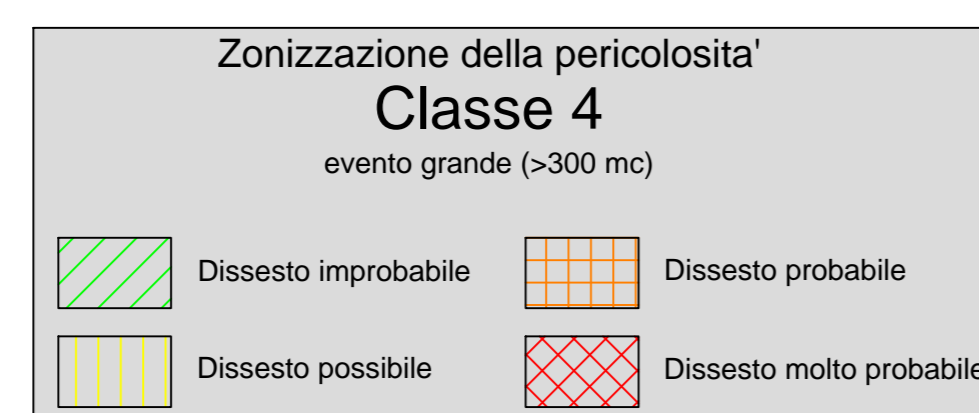 Zonizzazione della pericolosita'
Classe 4
evento grande (>300 mc)
Dissesto improbabile
Dissesto probabile
Dissesto possibile
Dissesto molto probabile